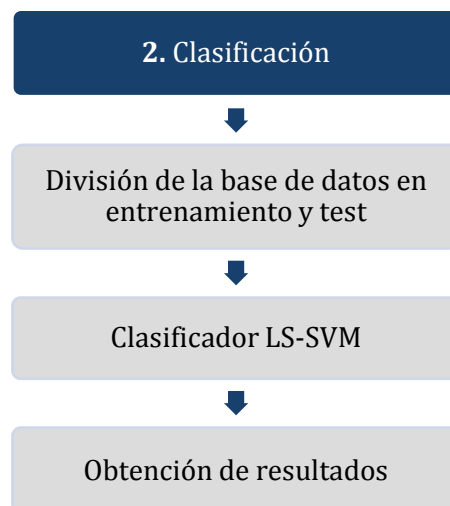 2. Clasificación
División de la base de datos en
entrenamiento y test
Clasificador LS-SVM
Obtención de resultados